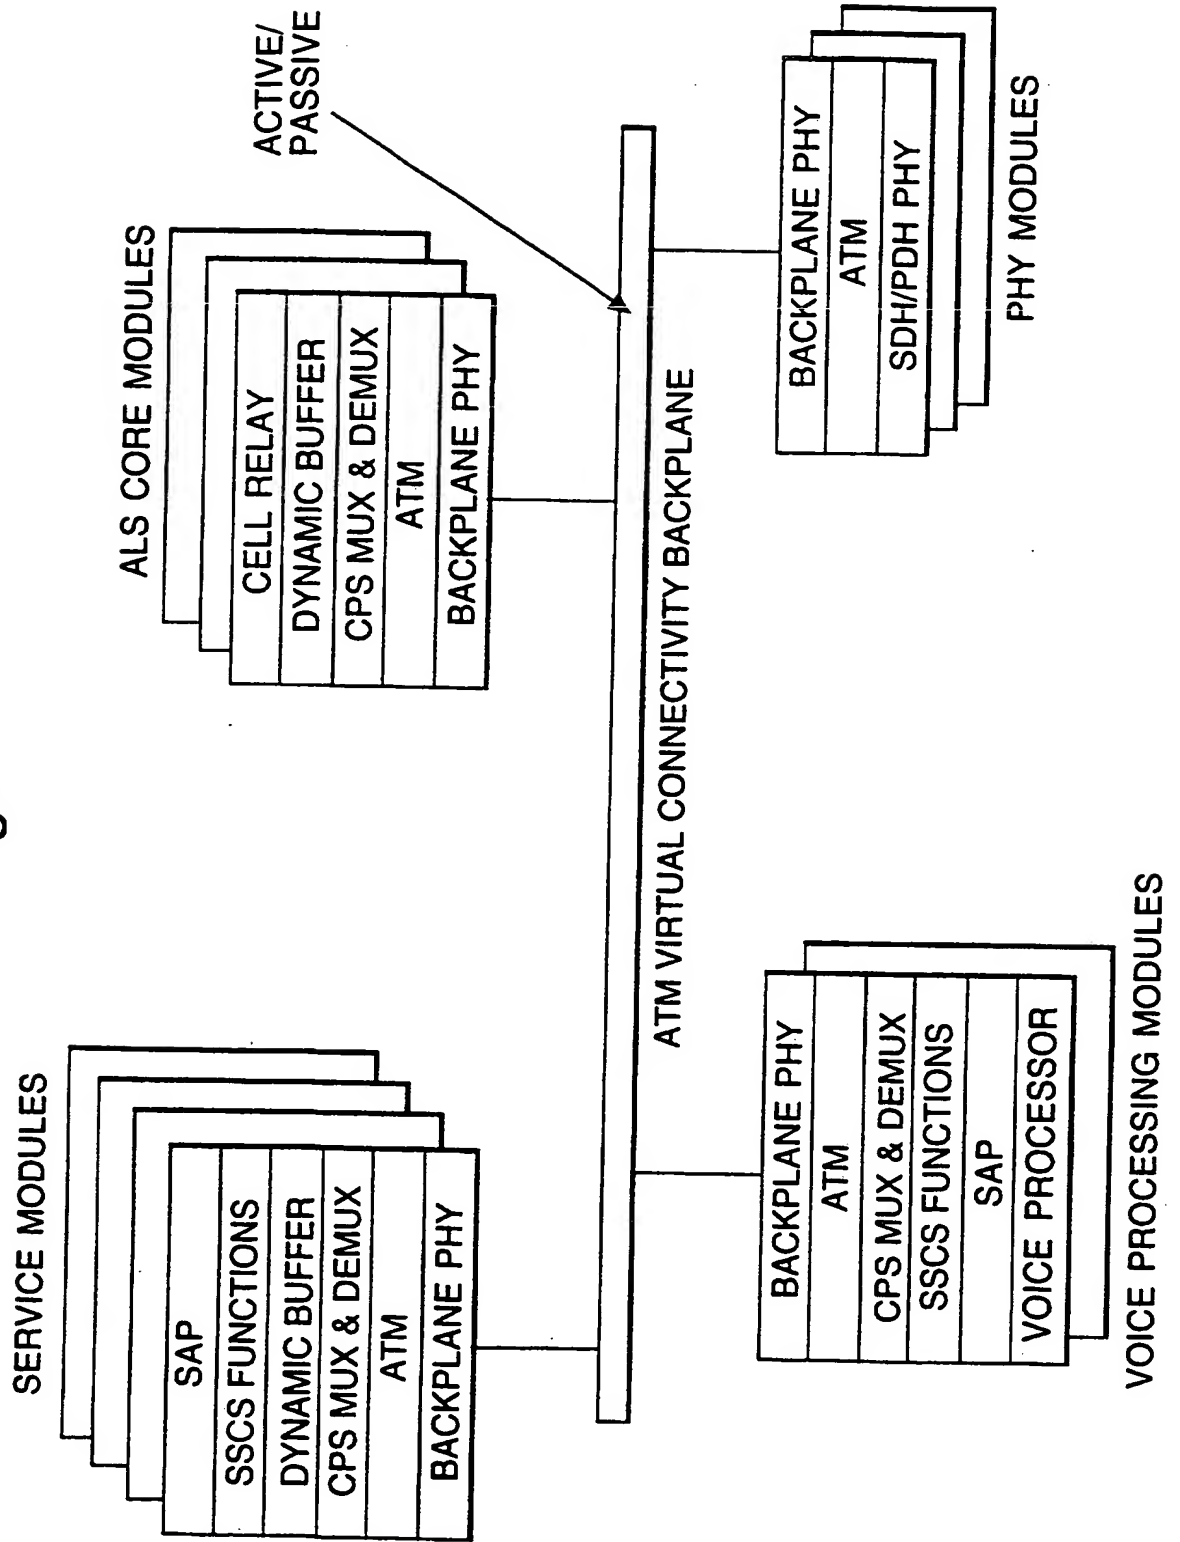 SERVICE MODULES
SAP
SSCS FUNCTIONS
DYNAMIC BUFFER
CPS MUX & DEMUX
ATM
BACKPLANE PHY
ALS CORE MODULES
CELL RELAY
DYNAMIC BUFFER
CPS MUX & DEMUX
ATM
BACKPLANE PHY
ACTIVE/
PASSIVE
ATM VIRTUAL CONNECTIVITY BACKPLANE
BACKPLANE PHY
ATM
CPS MUX & DEMUX
SSCS FUNCTIONS
SAP
VOICE PROCESSOR
VOICE PROCESSING MODULES
BACKPLANE PHY
ATM
SDH/PDH PHY
PHY MODULES